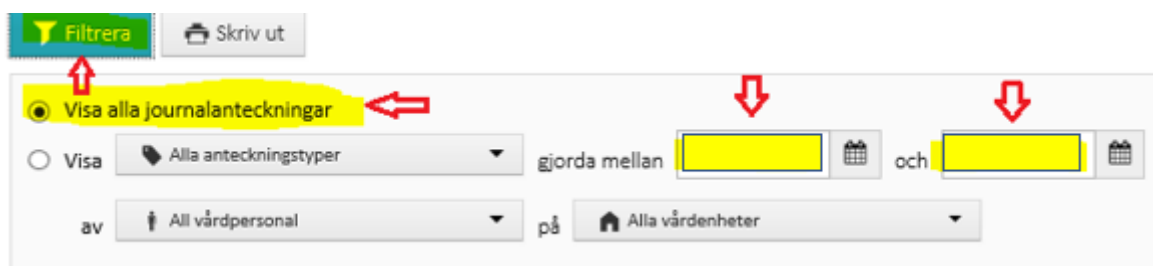 Filtrera Skriv ut
Visa alla journalanteckningar
Visa Alla anteckningstyper gjorda mellan och
av All vårdpersonal på Alla vårdenheter